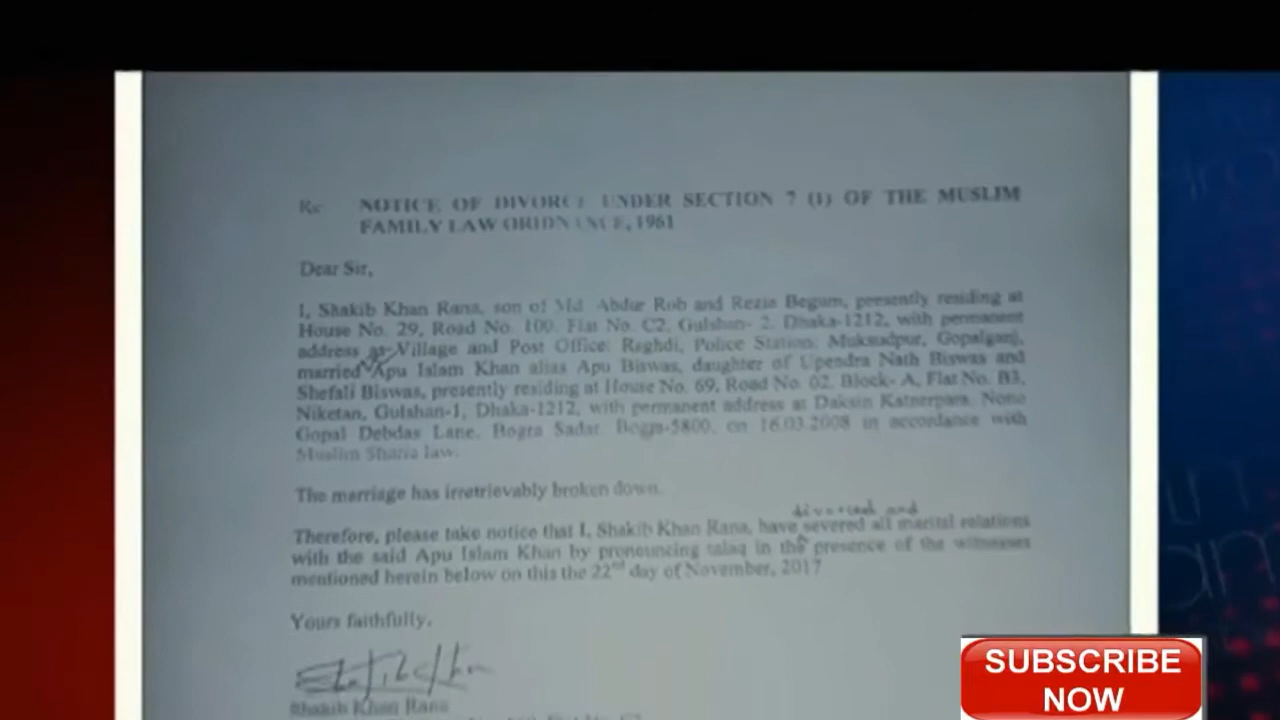 Re: NOTICE OF DIVORCE UNDER SECTION 7 (1) OF THE MUSLIM
FAMILY LAW ORIDNANCE, 1961
Dear Sir,
I, Shakib Khan Rana, son of Md. Abdur Rob and Rezia Begum, presently residing at
House No. 29, Road No. 100, Flat No. C2, Gulshan- 2, Dhaka-1212, with permanent
address as Village and Post Office: Raghdi, Police Station: Muksudpur, Gopalganj,
married Apu Islam Khan alias Apu Biswas, daughter of Upendra Nath Biswas and
Shefali Biswas, presently residing at House No. 69, Road No. 02, Block- A, Flat No. B3,
Niketan, Gulshan-1, Dhaka-1212, with permanent address at Daksin Katnerpara, Nono
Gopal Debdas Lane, Bogra Sadar, Bogra-5800, on 16.03.2008 in accordance with
Muslim Sharia law.
The marriage has irretrievably broken down.
divorced and
Therefore, please take notice that I, Shakib Khan Rana, have severed all marital relations
with the said Apu Islam Khan by pronouncing talaq in the presence of the witnesses
mentioned herein below on this the 22nd day of November, 2017
Yours faithfully,
Shakib Khan
Shakib Khan Rana
SUBSCRIBE
NOW